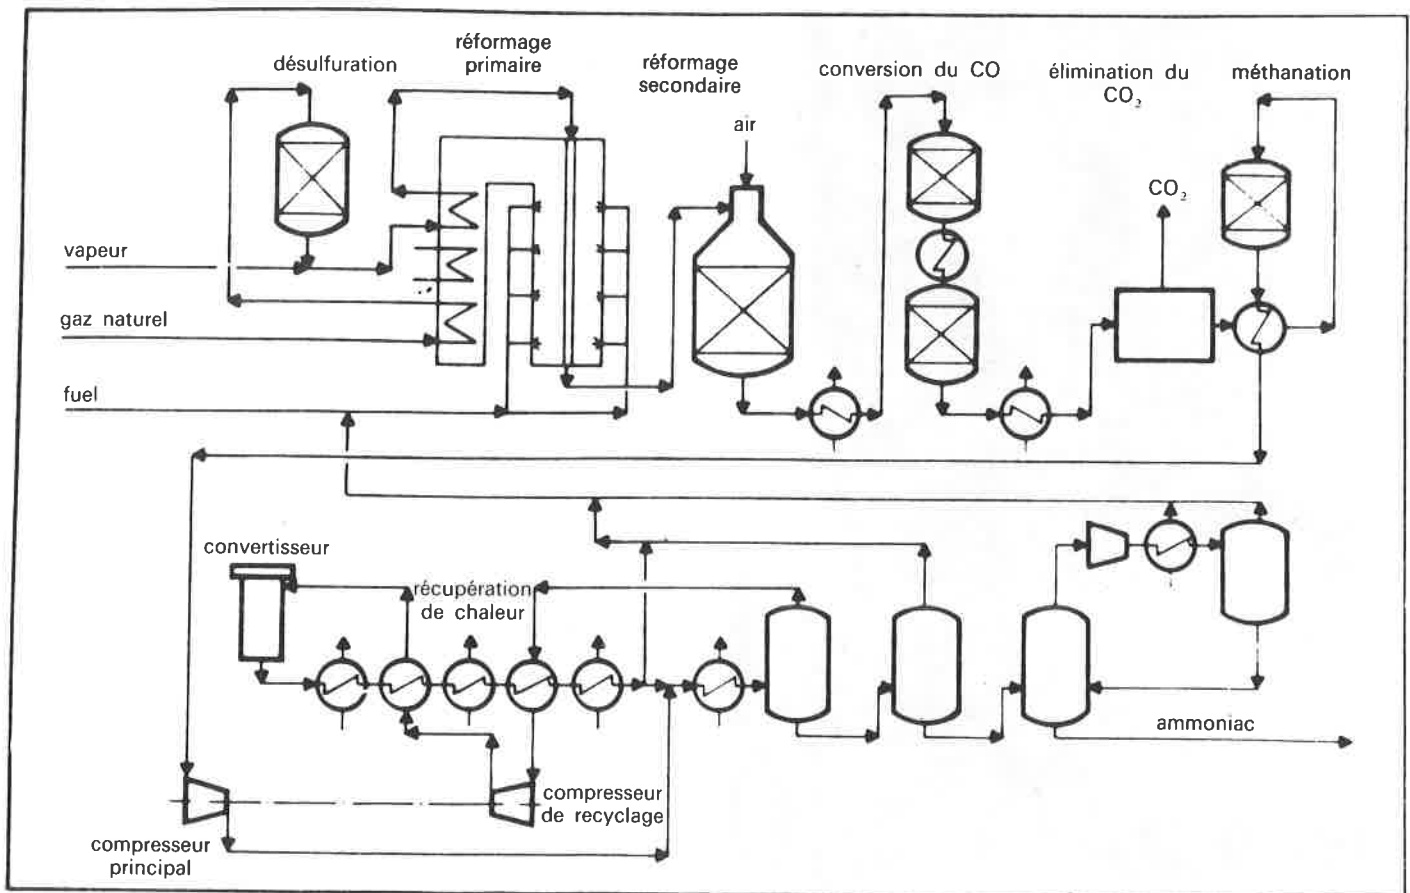 désulfuration
réformage
primaire
réformage
secondaire
conversion du CO
élimination du
CO₂
méthanation
air
CO₂
vapeur
gaz naturel
fuel
convertisseur
récupération
de chaleur
ammoniac
compresseur
de recyclage
compresseur
principal